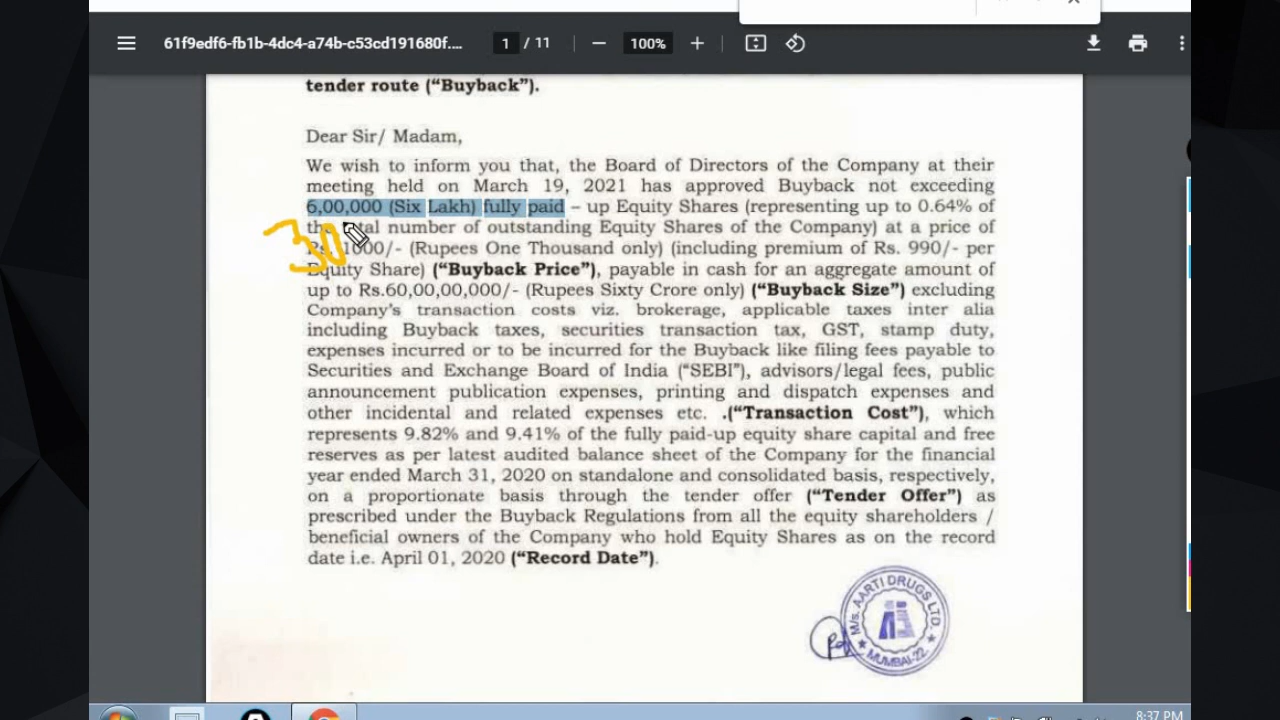 61f9edf6-fb1b-4dc4-a74b-c53cd191680f....
1 / 11
100%
tender route (“Buyback”).
Dear Sir/ Madam,
We wish to inform you that, the Board of Directors of the Company at their
meeting held on March 19, 2021 has approved Buyback not exceeding
6,00,000 (Six Lakh) fully paid – up Equity Shares (representing up to 0.64% of
the total number of outstanding Equity Shares of the Company) at a price of
30
Rs. 1000/- (Rupees One Thousand only) (including premium of Rs. 990/- per
Equity Share) (“Buyback Price”), payable in cash for an aggregate amount of
up to Rs.60,00,00,000/- (Rupees Sixty Crore only) (“Buyback Size”) excluding
Company’s transaction costs viz. brokerage, applicable taxes inter alia
including Buyback taxes, securities transaction tax, GST, stamp duty,
expenses incurred or to be incurred for the Buyback like filing fees payable to
Securities and Exchange Board of India (“SEBI”), advisors/legal fees, public
announcement publication expenses, printing and dispatch expenses and
other incidental and related expenses etc. .(“Transaction Cost”), which
represents 9.82% and 9.41% of the fully paid-up equity share capital and free
reserves as per latest audited balance sheet of the Company for the financial
year ended March 31, 2020 on standalone and consolidated basis, respectively,
on a proportionate basis through the tender offer (“Tender Offer”) as
prescribed under the Buyback Regulations from all the equity shareholders /
beneficial owners of the Company who hold Equity Shares as on the record
date i.e. April 01, 2020 (“Record Date”).
M/s. AARTI DRUGS LTD.
★ MUMBAI-22. ★
8:37 PM